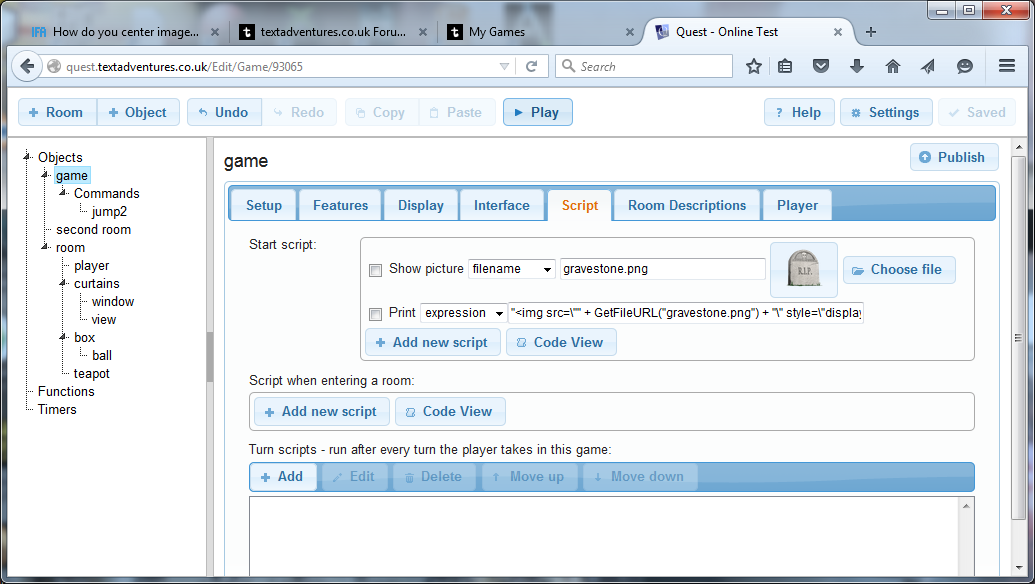 IFA How do you center image...
t textadventures.co.uk Foru...
t My Games
Quest - Online Test
quest.textadventures.co.uk/Edit/Game/93065
Search
Room
Object
Undo
Redo
Copy
Paste
Play
? Help
Settings
Saved
Objects
game
Commands
jump2
second room
room
player
curtains
window
view
box
ball
teapot
Functions
Timers
game
Publish
Setup
Features
Display
Interface
Script
Room Descriptions
Player
Start script:
Show picture filename gravestone.png
R.I.P.
Choose file
Print expression "<img src=\"" + GetFileURL("gravestone.png") + "\" style=\"display
Add new script
Code View
Script when entering a room:
Add new script
Code View
Turn scripts - run after every turn the player takes in this game:
Add
Edit
Delete
Move up
Move down